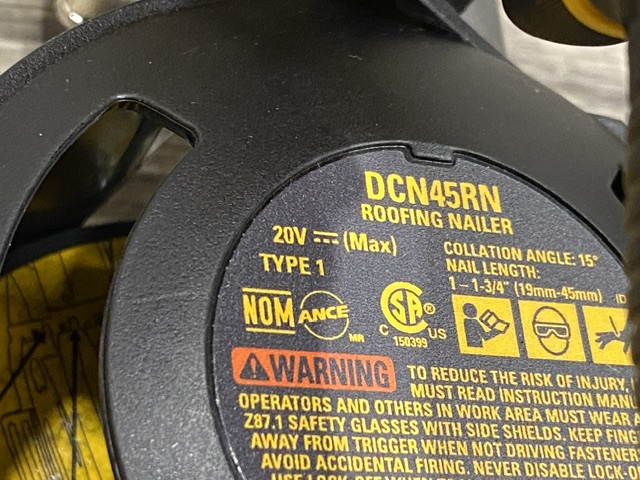 DCN45RN
ROOFING NAILER
20V (Max)
TYPE 1
COLLATION ANGLE: 15°
NAIL LENGTH:
1 – 1-3/4" (19mm-45mm)
NOM ANCE MR
SA ®
C US
150399
WARNING
TO REDUCE THE RISK OF INJURY,
MUST READ INSTRUCTION
OPERATORS AND OTHERS IN WORK AREA MUST WEAR
Z87.1 SAFETY GLASSES WITH SIDE SHIELDS. KEEP
AWAY FROM TRIGGER WHEN NOT DRIVING
AVOID ACCIDENTAL FIRING. NEVER DISABLE